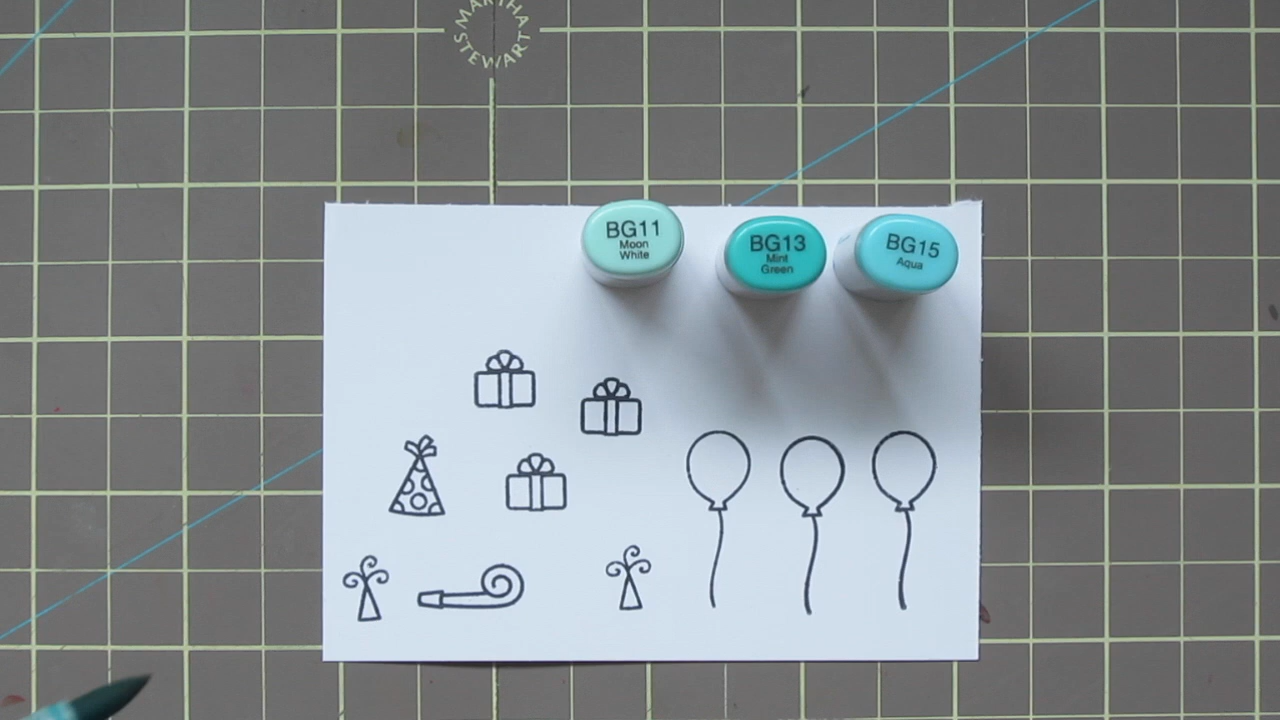 MARTHA
STEWART
BG11
Moon
White
BG13
Mint
Green
BG15
Aqua